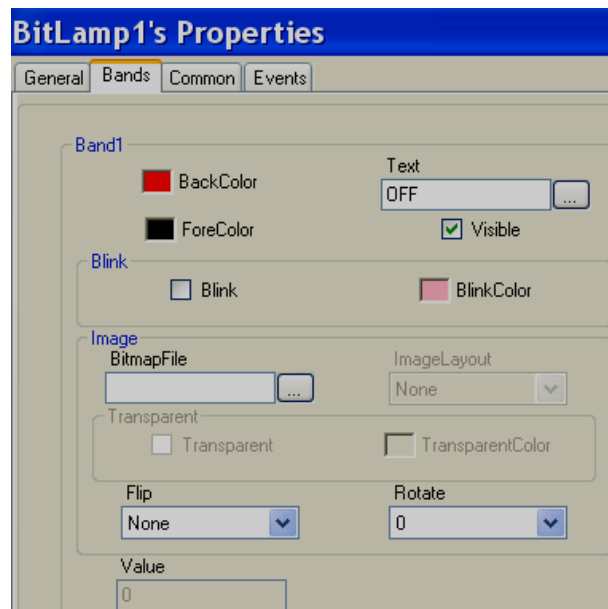 BitLamp1's Properties
General Bands Common Events
Band1
BackColor
Text
OFF
...
ForeColor
Visible
Blink
Blink
BlinkColor
Image
BitmapFile
...
ImageLayout
None
Transparent
Transparent
TransparentColor
Flip
None
Rotate
0
Value
0